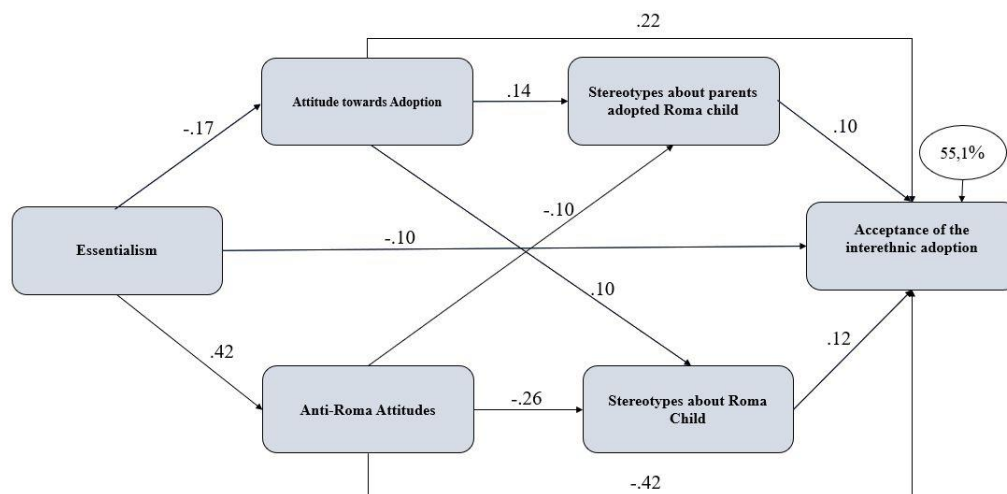 .22
Attitude towards Adoption
.14
Stereotypes about parents
adopted Roma child
-.17
.10
55,1%
-.10
Essentialism
-.10
Acceptance of the
interethnic adoption
.10
.42
.12
Anti-Roma Attitudes
-.26
Stereotypes about Roma
Child
-.42